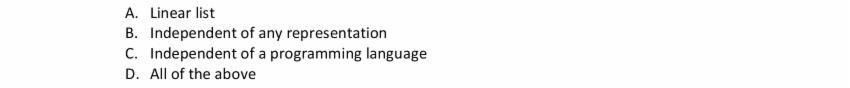 A. Linear list
B. Independent of any representation
C. Independent of a programming language
D. All of the above